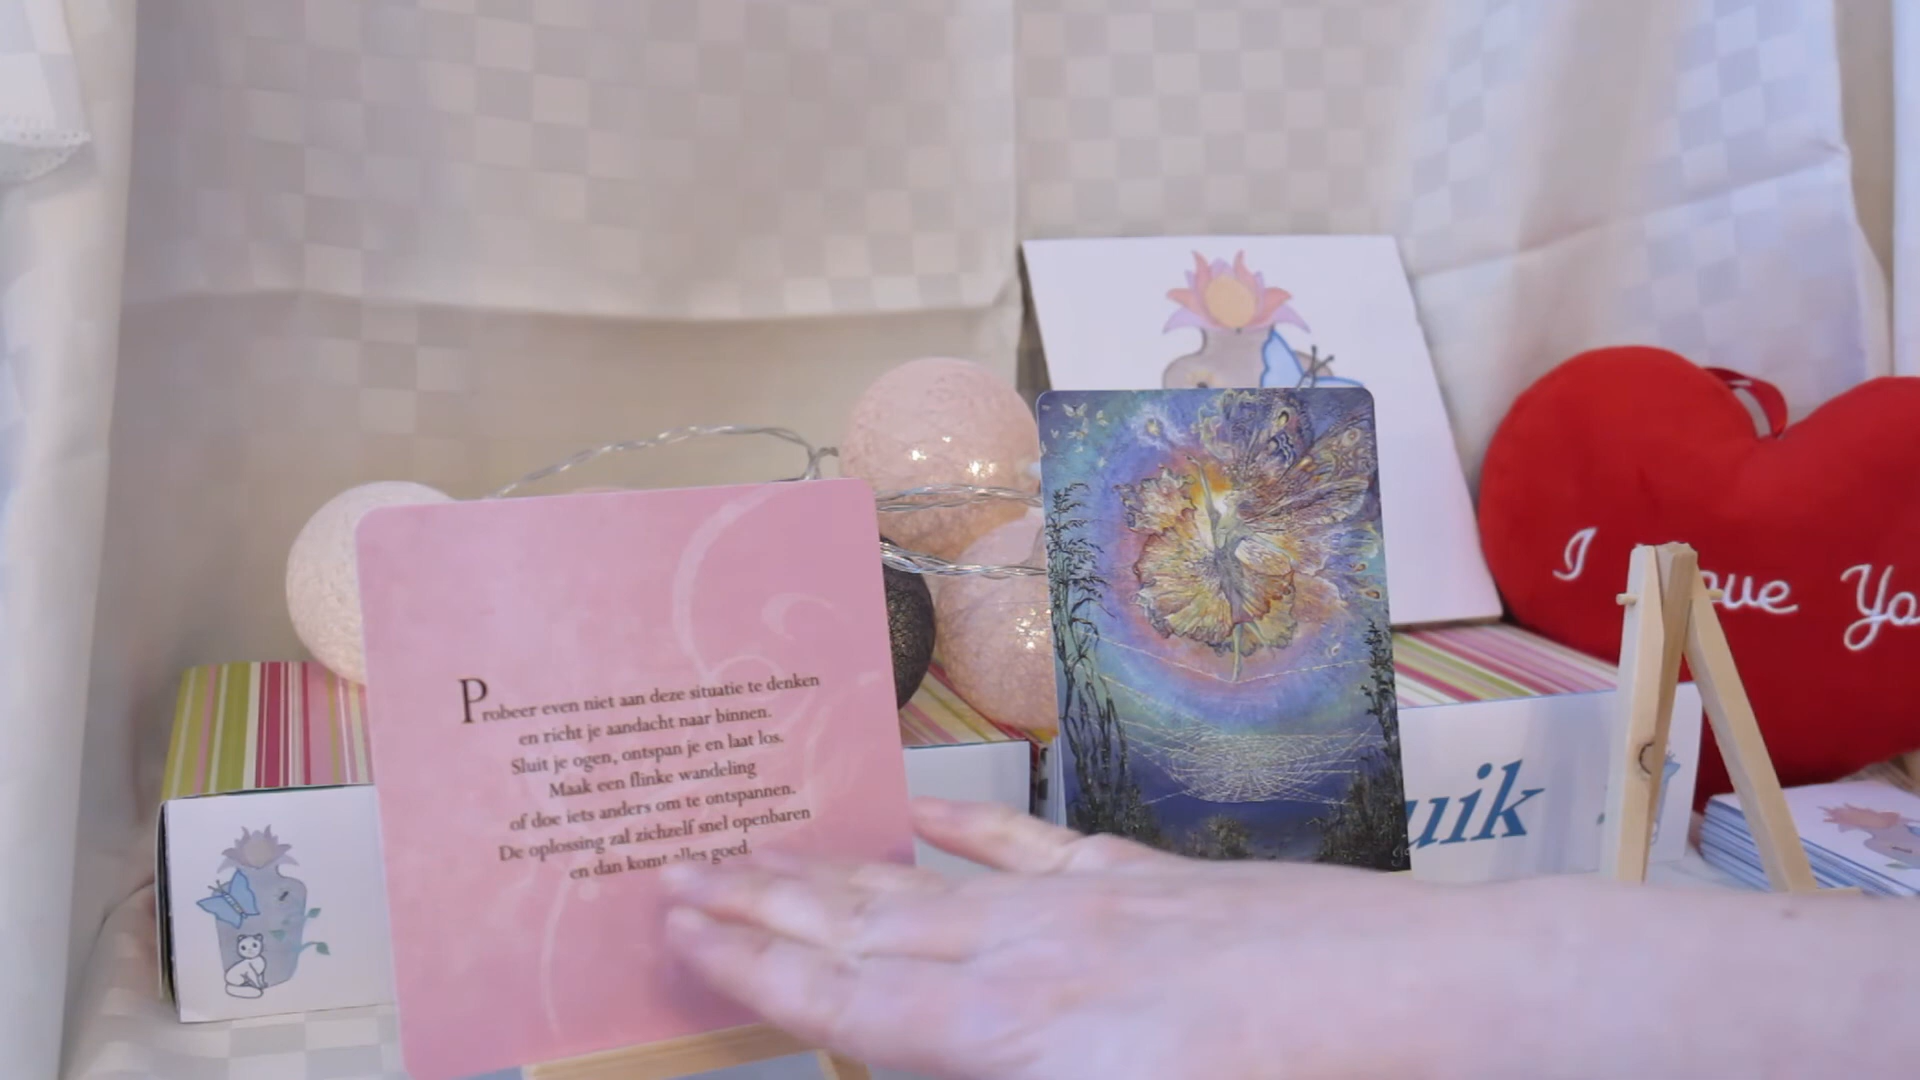 Probeer even niet aan deze situatie te denken
en richt je aandacht naar binnen.
Sluit je ogen, ontspan je en laat los.
Maak een flinke wandeling
of doe iets anders om te ontspannen.
De oplossing zal zichzelf snel openbaren
en dan komt alles goed.
uik
I ove Yo